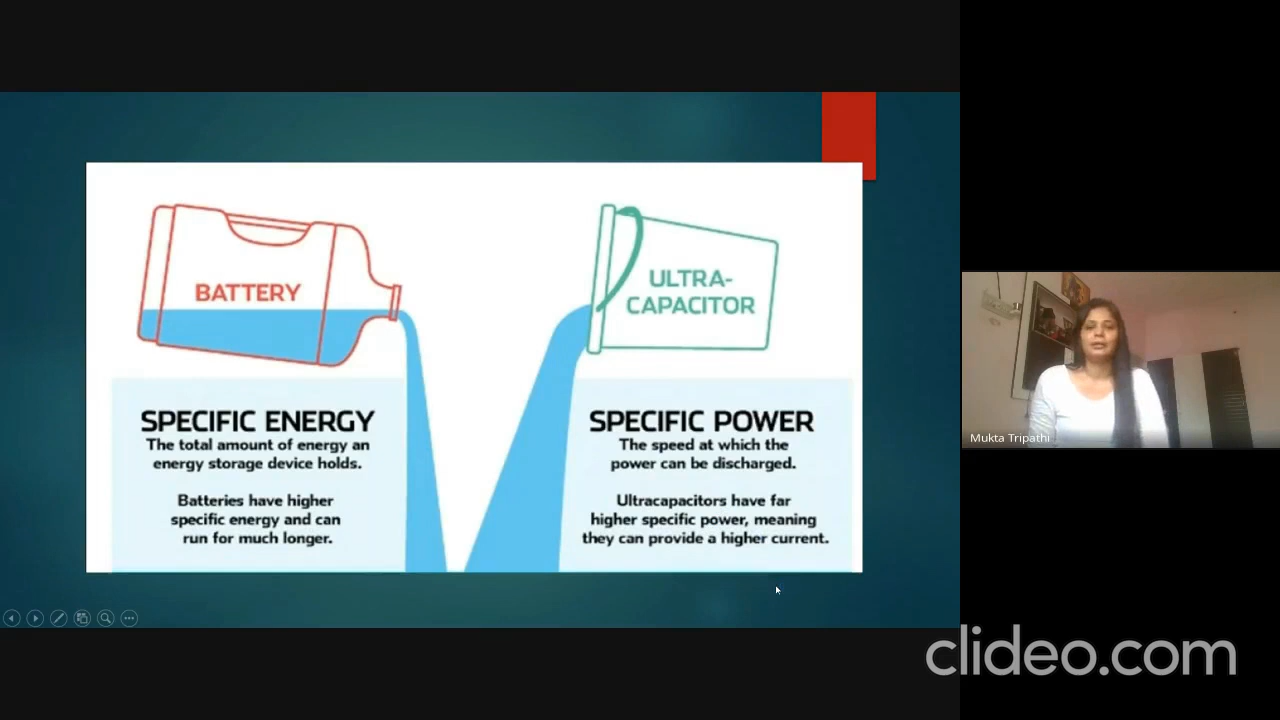 BATTERY
ULTRA-
CAPACITOR
SPECIFIC ENERGY
The total amount of energy an
energy storage device holds.
Batteries have higher
specific energy and can
run for much longer.
SPECIFIC POWER
The speed at which the
power can be discharged.
Ultracapacitors have far
higher specific power, meaning
they can provide a higher current.
Mukta Tripathi
clideo.com